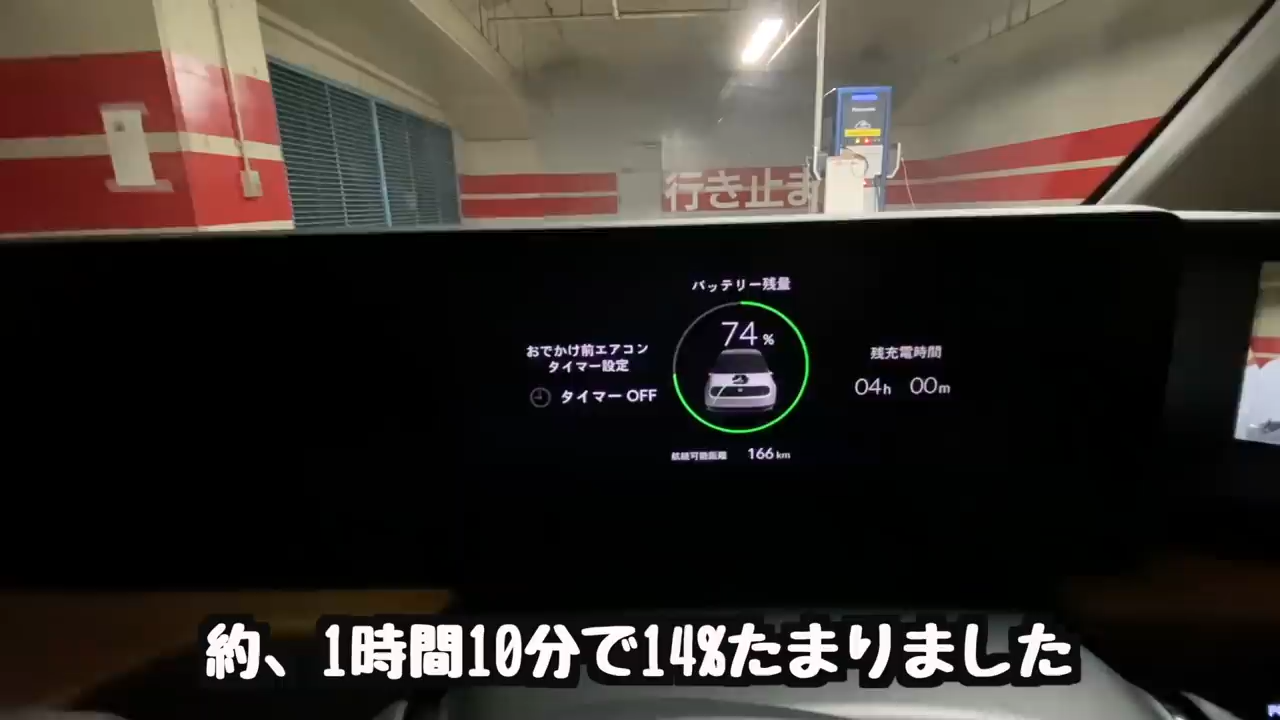 行き止ま
Panasonic
バッテリー残量
74%
おでかけ前エアコン
タイマー設定
タイマー OFF
残充電時間
04h 00m
航続可能距離 166km
約、1時間10分で14%たまりました